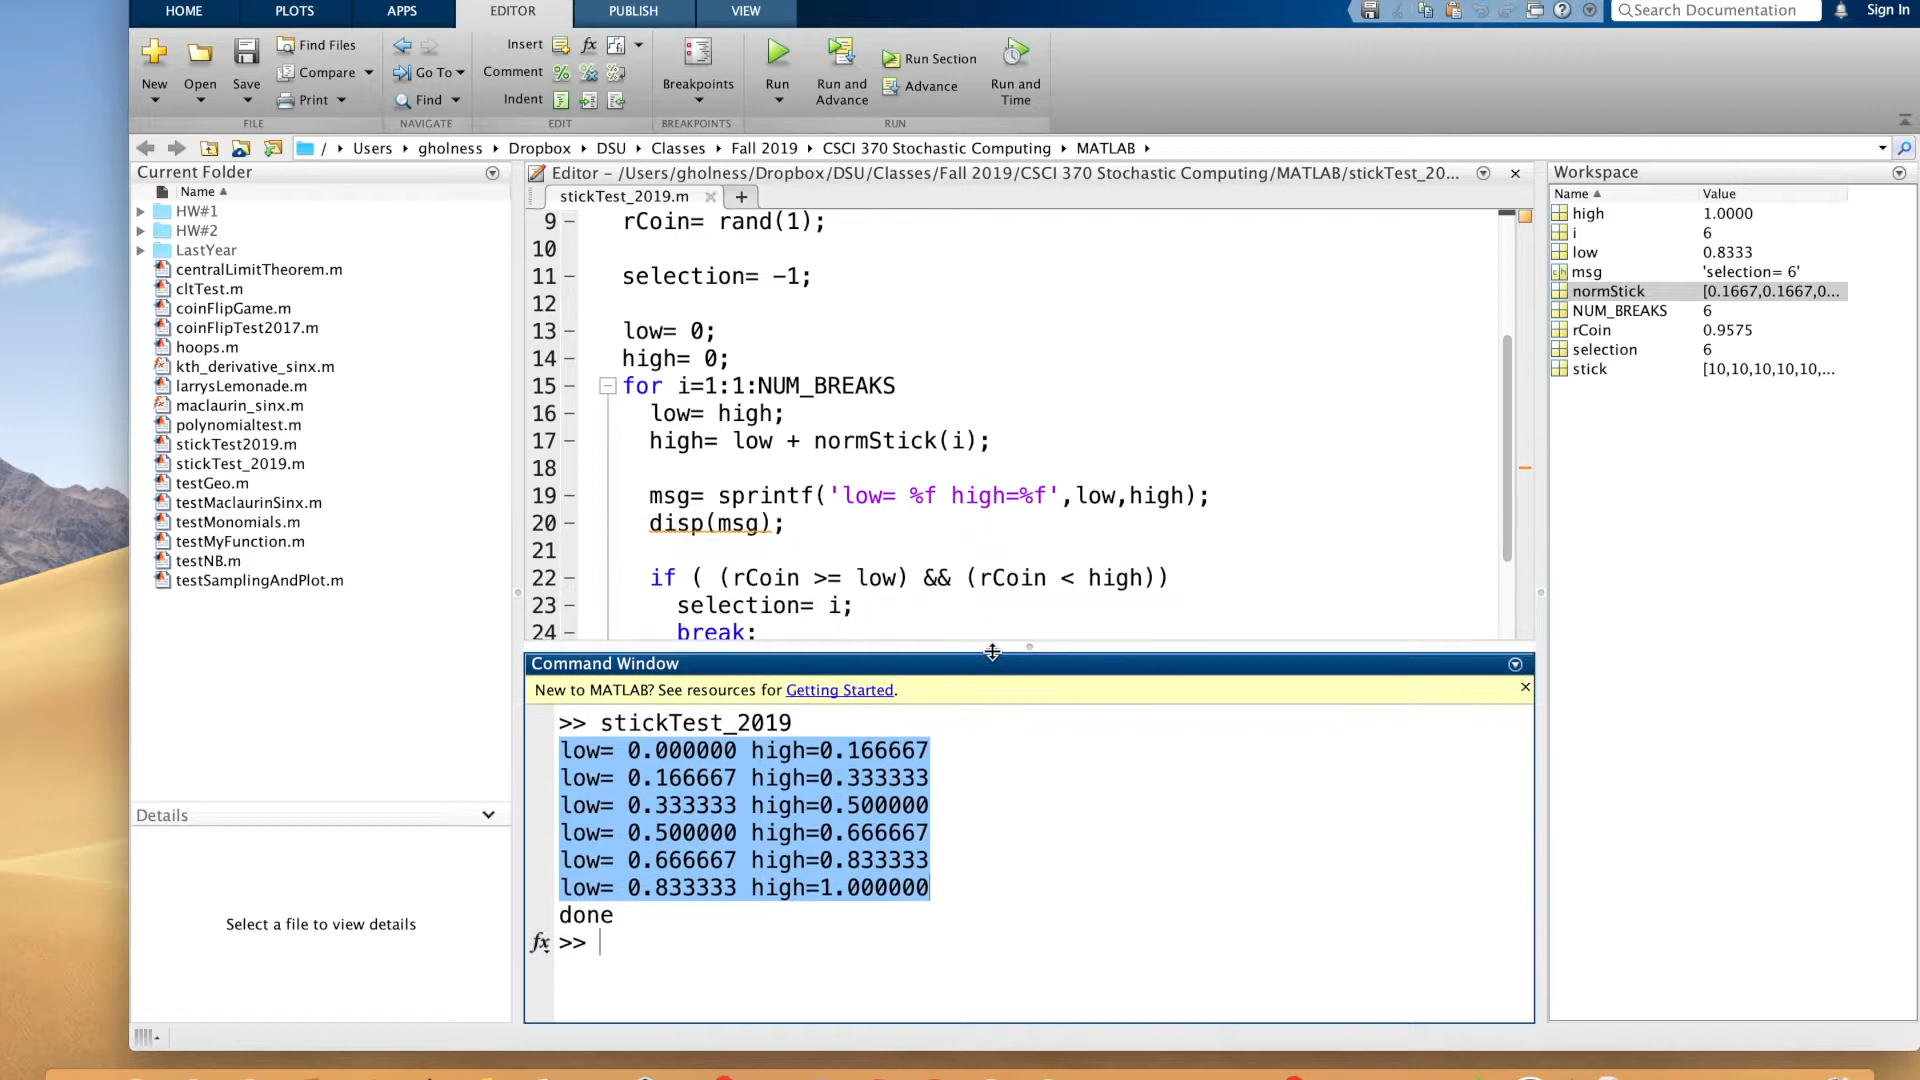 HOME PLOTS APPS EDITOR PUBLISH VIEW Search Documentation Sign In
New Open Save
Find Files
Compare
Print
FILE
Go To
Find
NAVIGATE
Insert
Comment
Indent
EDIT
Breakpoints
BREAKPOINTS
Run
Run and Advance
Run Section
Advance
Run and Time
RUN
/ Users gholness Dropbox DSU Classes Fall 2019 CSCI 370 Stochastic Computing MATLAB
Current Folder
Name
HW#1
HW#2
LastYear
centralLimitTheorem.m
cltTest.m
coinFlipGame.m
coinFlipTest2017.m
hoops.m
kth_derivative_sinx.m
larrysLemonade.m
maclaurin_sinx.m
polynomialtest.m
stickTest2019.m
stickTest_2019.m
testGeo.m
testMaclaurinSinx.m
testMonomials.m
testMyFunction.m
testNB.m
testSamplingAndPlot.m
Details
Select a file to view details
Editor – /Users/gholness/Dropbox/DSU/Classes/Fall 2019/CSCI 370 Stochastic Computing/MATLAB/stickTest_20...
stickTest_2019.m
9 – rCoin= rand(1);
10
11 – selection= -1;
12
13 – low= 0;
14 – high= 0;
15 – for i=1:1:NUM_BREAKS
16 – low= high;
17 – high= low + normStick(i);
18
19 – msg= sprintf('low= %f high=%f',low,high);
20 – disp(msg);
21
22 – if ( (rCoin >= low) && (rCoin < high))
23 – selection= i;
24 – break;
Command Window
New to MATLAB? See resources for Getting Started.
>> stickTest_2019
low= 0.000000 high=0.166667
low= 0.166667 high=0.333333
low= 0.333333 high=0.500000
low= 0.500000 high=0.666667
low= 0.666667 high=0.833333
low= 0.833333 high=1.000000
done
fx >>
Workspace
Name Value
high 1.0000
i 6
low 0.8333
msg 'selection= 6'
normStick [0.1667,0.1667,0...
NUM_BREAKS 6
rCoin 0.9575
selection 6
stick [10,10,10,10,10,...